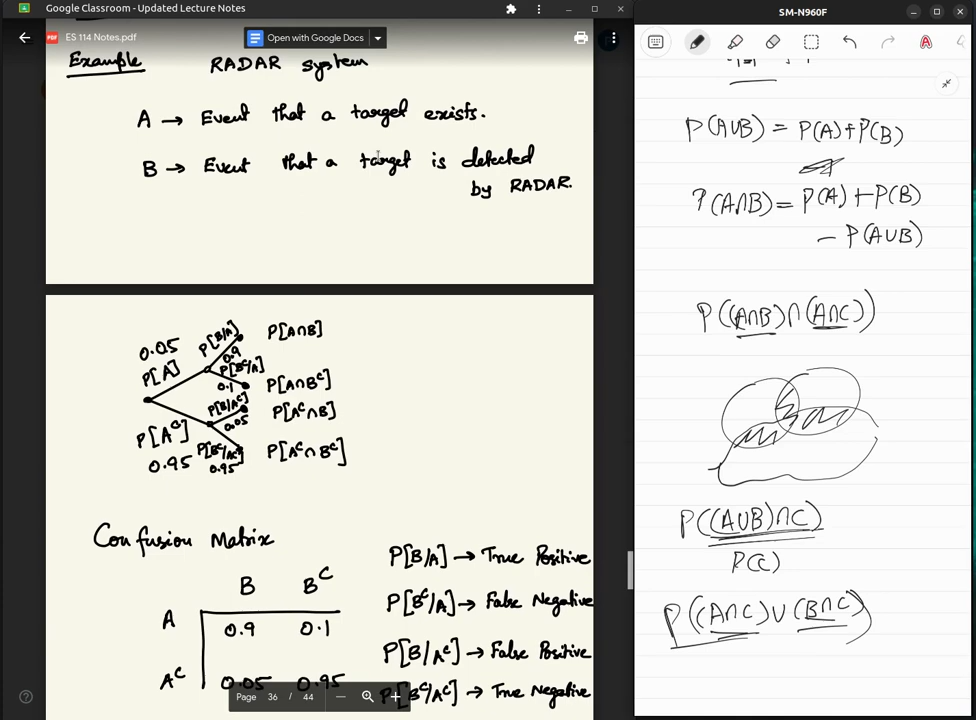 Google Classroom - Updated Lecture Notes
PDF ES 114 Notes.pdf
Open with Google Docs
Example RADAR system
A → Event that a target exists.
B → Event that a target is detected
by RADAR.
0.05
P[A]
P[B/A]
0.9
P[A∩B]
P[B^c/A]
0.1
P[A∩B^c]
P[A^c]
0.95
P[B/A^c]
0.05
P[A^c∩B]
P[B^c/A^c]
0.95
P[A^c∩B^c]
Confusion Matrix
B B^c
A 0.9 0.1
A^c 0.05 0.95
P[B/A] → True Positive
P[B^c/A] → False Negative
P[B/A^c] → False Positive
P[B^c/A^c] → True Negative
Page 36 / 44
SM-N960F
P(A∪B) = P(A)+P(B)
P(A∩B) = P(A)+P(B)
- P(A∪B)
P((A∩B)∩(A∩C))
P((A∪B)∩C)
P(C)
P((A∩C)∪(B∩C))